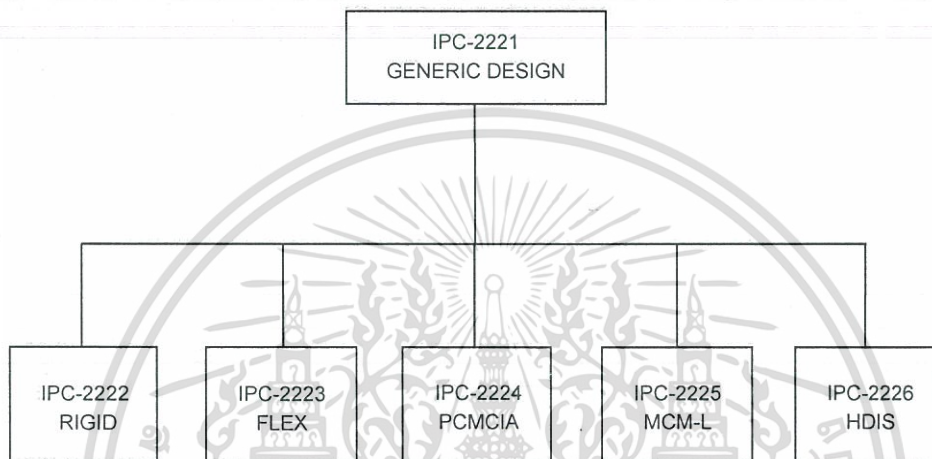 IPC-2221
GENERIC DESIGN
IPC-2222
RIGID
IPC-2223
FLEX
IPC-2224
PCMCIA
IPC-2225
MCM-L
IPC-2226
HDIS